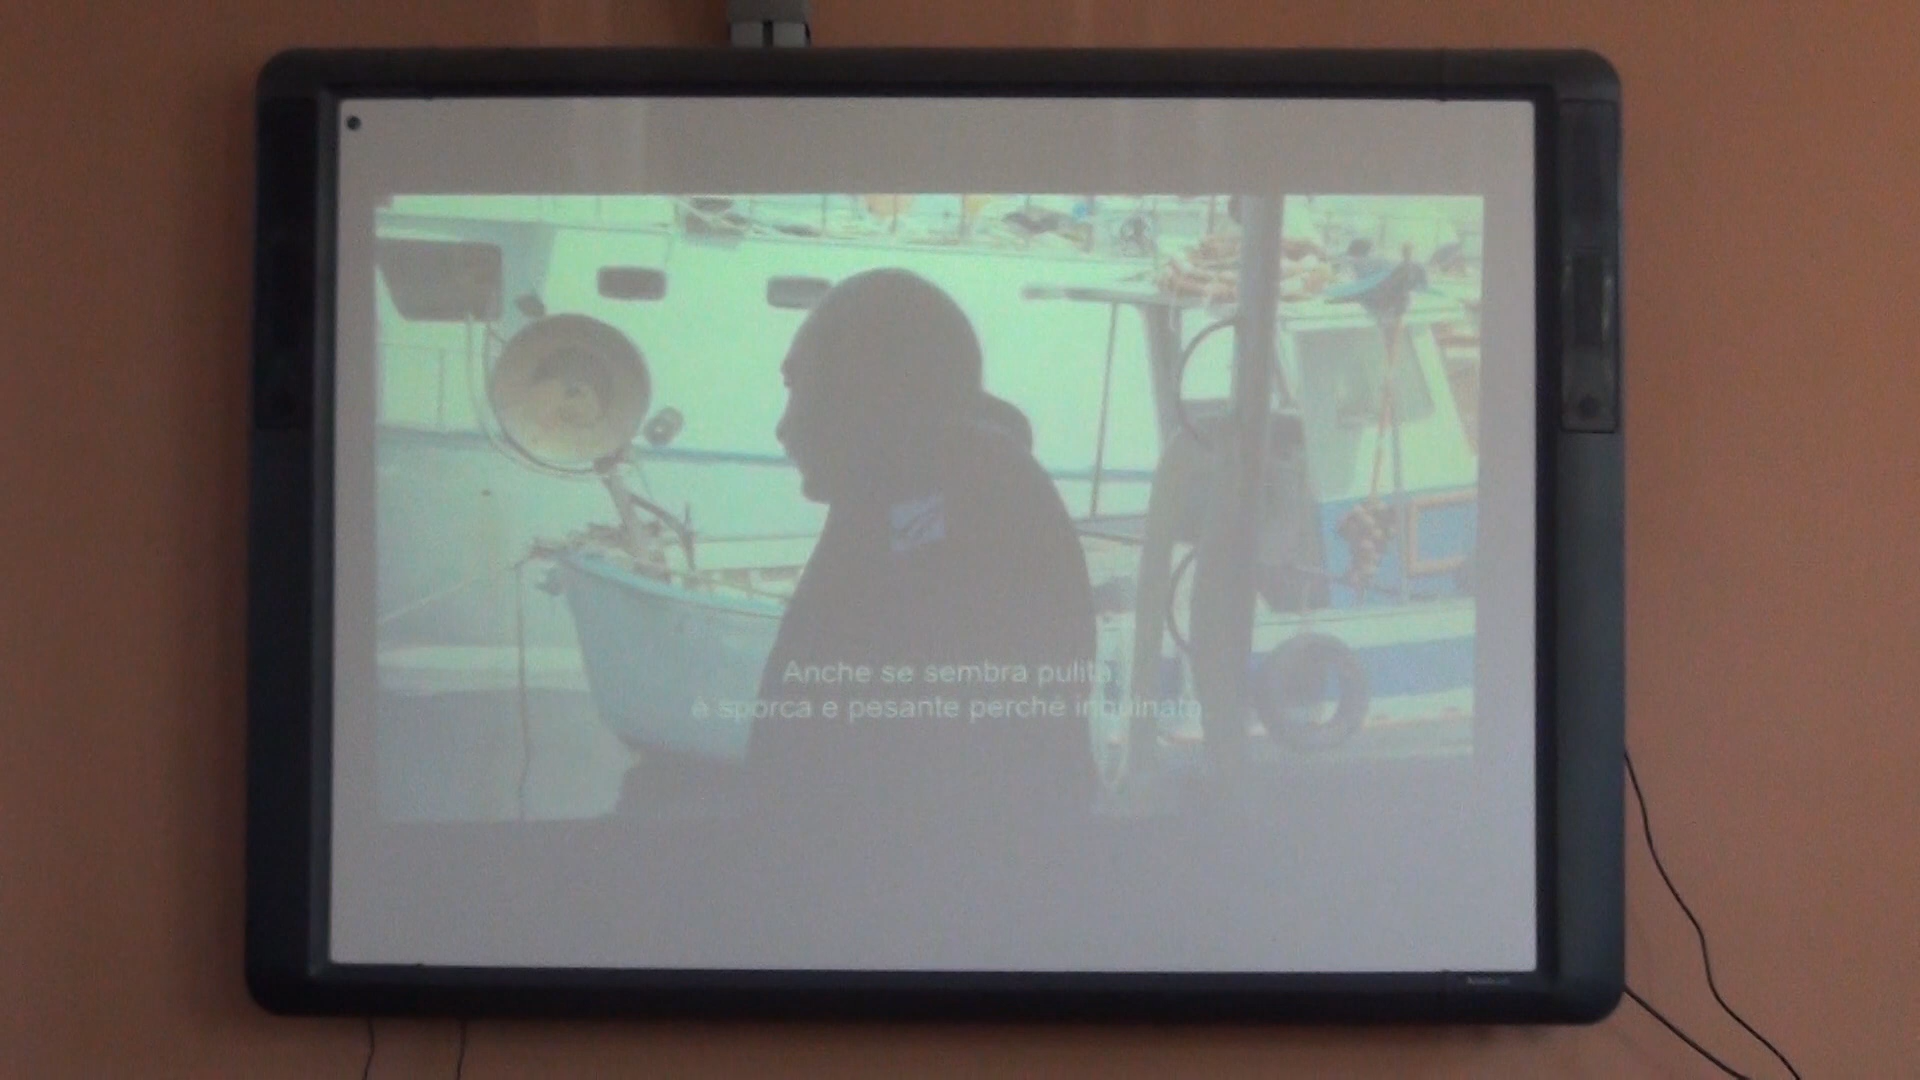 Anche se sembra pulita,
è sporca e pesante perché inquinata.